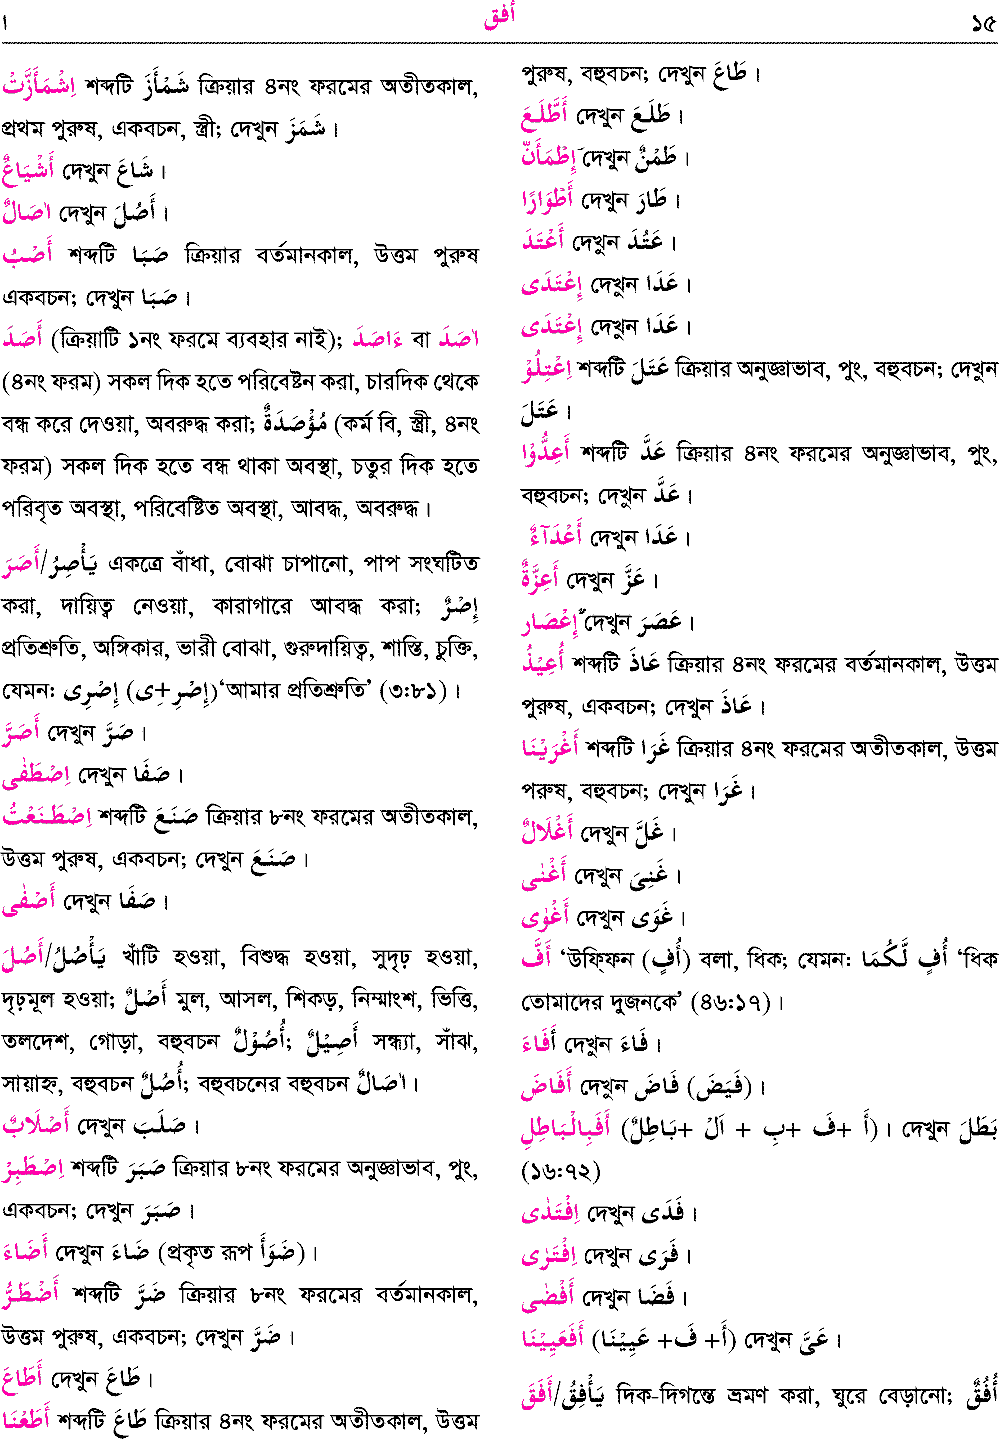 ا أفق ১৫
اِشْمَأَزَّتْ শব্দটি شَمْأَزَ ক্রিয়ার ৪নং ফরমের অতীতকাল,
প্রথম পুরুষ, একবচন, স্ত্রী; দেখুন شَمَزَ ।
أَشْيَاعٌ দেখুন شَاعَ ।
اٰصَالٌ দেখুন أَصُلَ ।
أَصْبُ শব্দটি صَبَا ক্রিয়ার বর্তমানকাল, উত্তম পুরুষ
একবচন; দেখুন صَبَا ।
أَصَدَ (ক্রিয়াটি ১নং ফরমে ব্যবহার নাই); ءَاصَدَ বা اٰصَدَ
(৪নং ফরম) সকল দিক হতে পরিবেষ্টন করা, চারদিক থেকে
বন্ধ করে দেওয়া, অবরুদ্ধ করা; مُؤْصَدَةٌ (কর্ম বি, স্ত্রী, ৪নং
ফরম) সকল দিক হতে বন্ধ থাকা অবস্থা, চতুর দিক হতে
পরিবৃত অবস্থা, পরিবেষ্টিত অবস্থা, আবদ্ধ, অবরুদ্ধ।
أَصَرَ/يَأْصِرُ একত্রে বাঁধা, বোঝা চাপানো, পাপ সংঘটিত
করা, দায়িত্ব নেওয়া, কারাগারে আবদ্ধ করা; إِصْرٌ
প্রতিশ্রুতি, অঙ্গিকার, ভারী বোঝা, গুরুদায়িত্ব, শাস্তি, চুক্তি,
যেমন: إِصْرِى (إِصْرِ+ى)‘আমার প্রতিশ্রুতি’ (৩:৮১)।
أَصَرَّ দেখুন صَرَّ ।
اِصْطَفٰى দেখুন صَفَا ।
اِصْطَنَعْتُ শব্দটি صَنَعَ ক্রিয়ার ৮নং ফরমের অতীতকাল,
উত্তম পুরুষ, একবচন; দেখুন صَنَعَ ।
أَصْفٰى দেখুন صَفَا ।
أَصُلَ/يَأْصُلُ খাঁটি হওয়া, বিশুদ্ধ হওয়া, সুদৃঢ় হওয়া,
দৃঢ়মূল হওয়া; أَصْلٌ মুল, আসল, শিকড়, নিম্মাংশ, ভিত্তি,
তলদেশ, গোড়া, বহুবচন أُصُوْلٌ; أَصِيْلٌ সন্ধ্যা, সাঁঝ,
সায়াহ্ন, বহুবচন أُصُلٌ; বহুবচনের বহুবচন اٰصَالٌ ।
أَصْلَابٌ দেখুন صَلَبَ ।
اِصْطَبِرْ শব্দটি صَبَرَ ক্রিয়ার ৮নং ফরমের অনুজ্ঞাভাব, পুং,
একবচন; দেখুন صَبَرَ ।
أَضَاءَ দেখুন ضَاءَ (প্রকৃত রূপ ضَوَأَ)।
أَضْطَرُّ শব্দটি ضَرَّ ক্রিয়ার ৮নং ফরমের বর্তমানকাল,
উত্তম পুরুষ, একবচন; দেখুন ضَرَّ ।
أَطَاعَ দেখুন طَاعَ ।
أَطَعْنَا শব্দটি طَاعَ ক্রিয়ার ৪নং ফরমের অতীতকাল, উত্তম
পুরুষ, বহুবচন; দেখুন طَاعَ ।
أَطَّلَعَ দেখুন طَلَعَ ।
إِطْمَأَنَّ দেখুন طَمْنٌ ।
أَطْوَارًا দেখুন طَارَ ।
أَعْتَدَ দেখুন عَتُدَ ।
إِعْتَدَى দেখুন عَدَا ।
إِعْتَدَى দেখুন عَدَا ।
اِعْتِلُوْ শব্দটি عَتَلَ ক্রিয়ার অনুজ্ঞাভাব, পুং, বহুবচন; দেখুন
عَتَلَ ।
أَعِدُّوْا শব্দটি عَدَّ ক্রিয়ার ৪নং ফরমের অনুজ্ঞাভাব, পুং,
বহুবচন; দেখুন عَدَّ ।
أَعْدَآءٌ দেখুন عَدَا ।
أَعِزَّةٌ দেখুন عَزَّ ।
إِعْصَارٌ দেখুন عَصَرَ ।
أُعِيْذُ শব্দটি عَاذَ ক্রিয়ার ৪নং ফরমের বর্তমানকাল, উত্তম
পুরুষ, একবচন; দেখুন عَاذَ ।
أَغْرَيْنَا শব্দটি غَرَا ক্রিয়ার ৪নং ফরমের অতীতকাল, উত্তম
পরুষ, বহুবচন; দেখুন غَرَا ।
أَغْلَالٌ দেখুন غَلَّ ।
أَغْنٰى দেখুন غَنِىَ ।
أَغْوٰى দেখুন غَوَى ।
أَفَّ ‘উফ্ফিন (أُفٍ) বলা, ধিক; যেমন: أُفٍ لَّكُمَا ‘ধিক
তোমাদের দুজনকে’ (৪৬:১৭)।
أَفَاءَ দেখুন فَاءَ ।
أَفَاضَ দেখুন فَاضَ (فَيَضَ)।
أَفَبِالْبَاطِلِ (أَ +فَ +بِ + اَلْ +بَاطِلٌ)। দেখুন بَطَلَ
(১৬:৭২)
اِفْتَدٰى দেখুন فَدَى ।
اِفْتَرٰى দেখুন فَرَى ।
أَفْضٰى দেখুন فَضَا ।
أَفَعَيِيْنَا (أَ+ فَ+ عَيِيْنَا) দেখুন عَىَّ ।
أَفَقَ/يَأْفِقُ দিক-দিগন্তে ভ্রমণ করা, ঘুরে বেড়ানো; أُفُقٌ